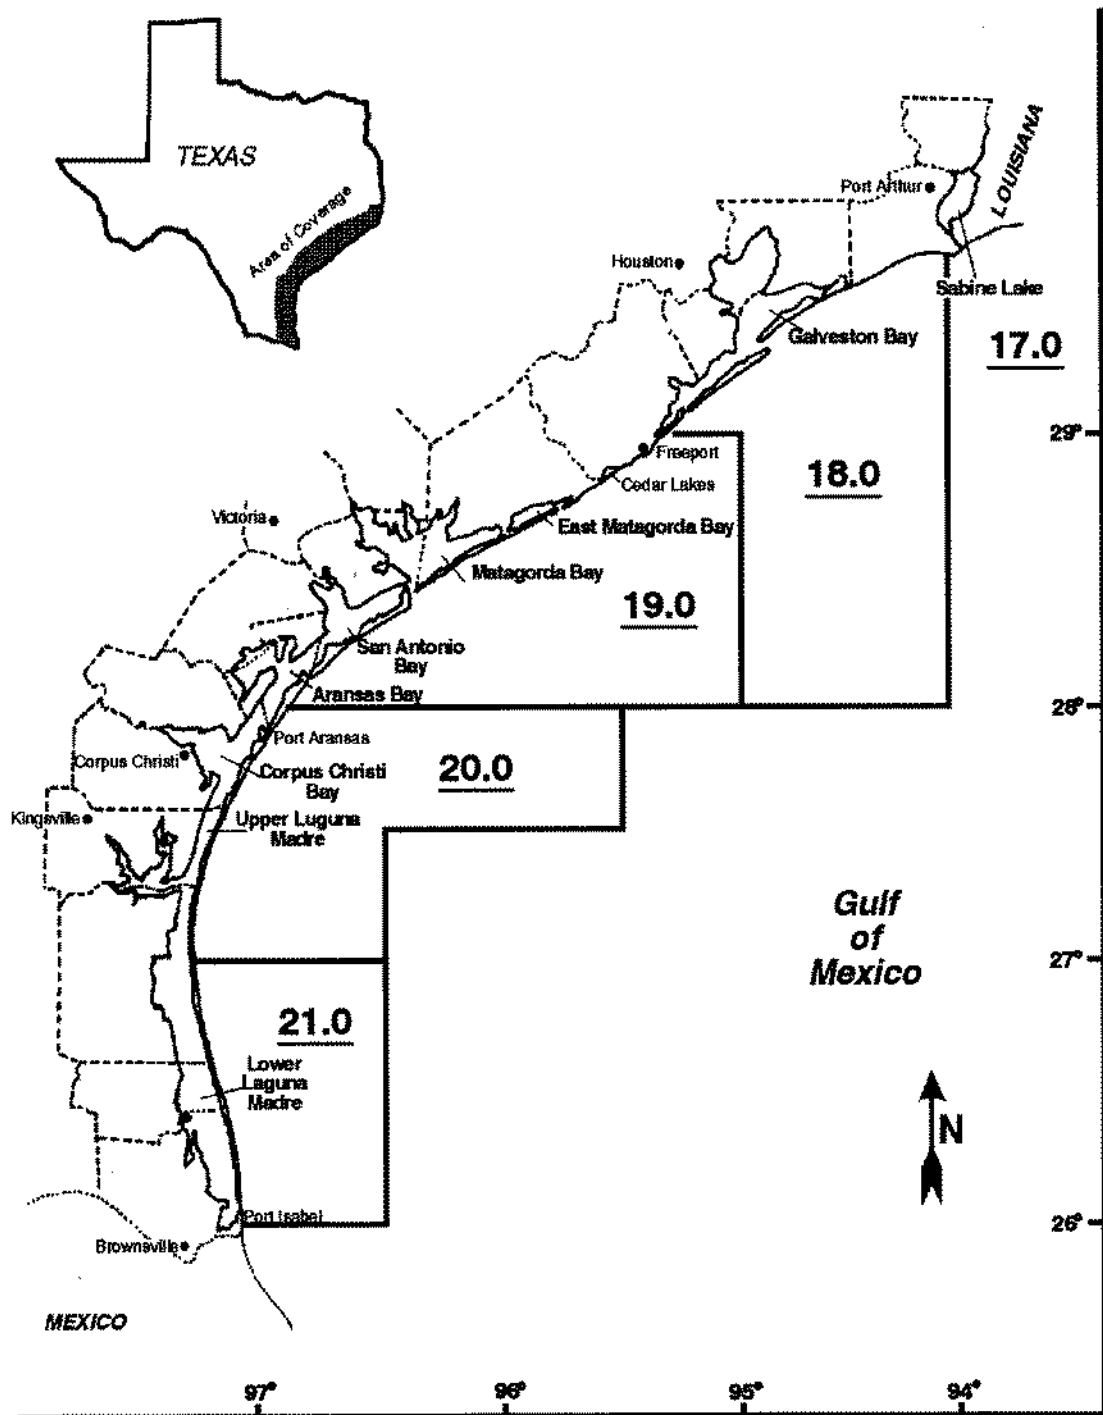 TEXAS
Area of Coverage
LOUISIANA
Port Arthur
Houston
Sabine Lake
Galveston Bay
17.0
29°
Freeport
18.0
Cedar Lakes
Victoria
East Matagorda Bay
Matagorda Bay
19.0
San Antonio
Bay
Aransas Bay
28°
Port Aransas
Corpus Christi
Corpus Christi
Bay
20.0
Kingsville
Upper Luguna
Madre
Gulf
of
Mexico
27°
21.0
Lower
Laguna
Madre
N
Port Isabel
26°
Brownsville
MEXICO
97°
96°
95°
94°